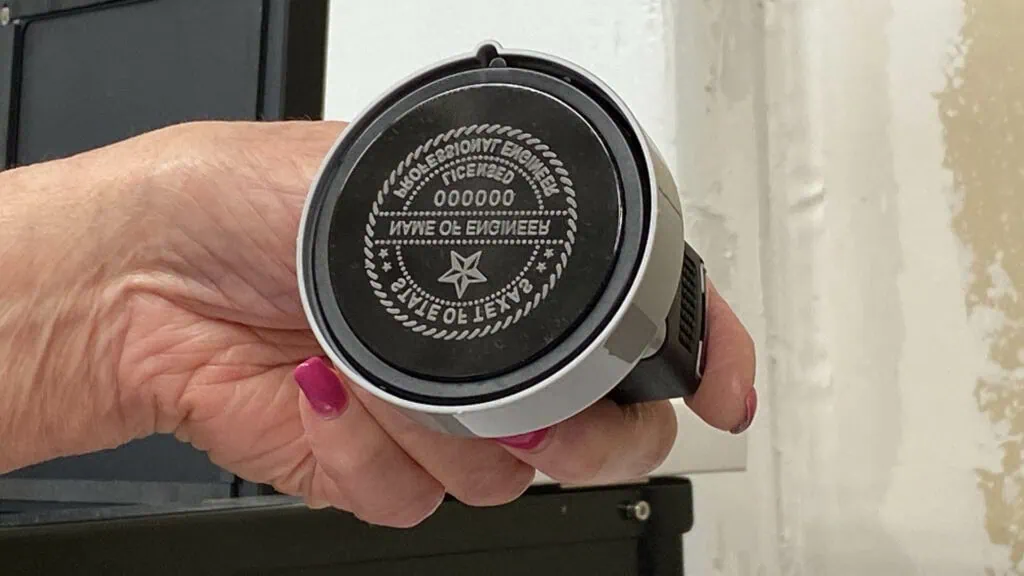 STATE OF TEXAS
NAME OF ENGINEER
000000
LICENSED
PROFESSIONAL ENGINEER